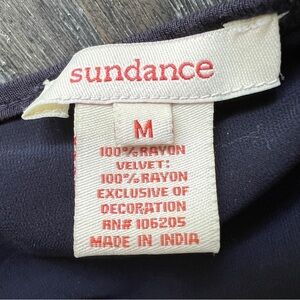 sundance
M
100%RAYON
VELVET:
100%RAYON
EXCLUSIVE OF
DECORATION
RN# 106205
MADE IN INDIA